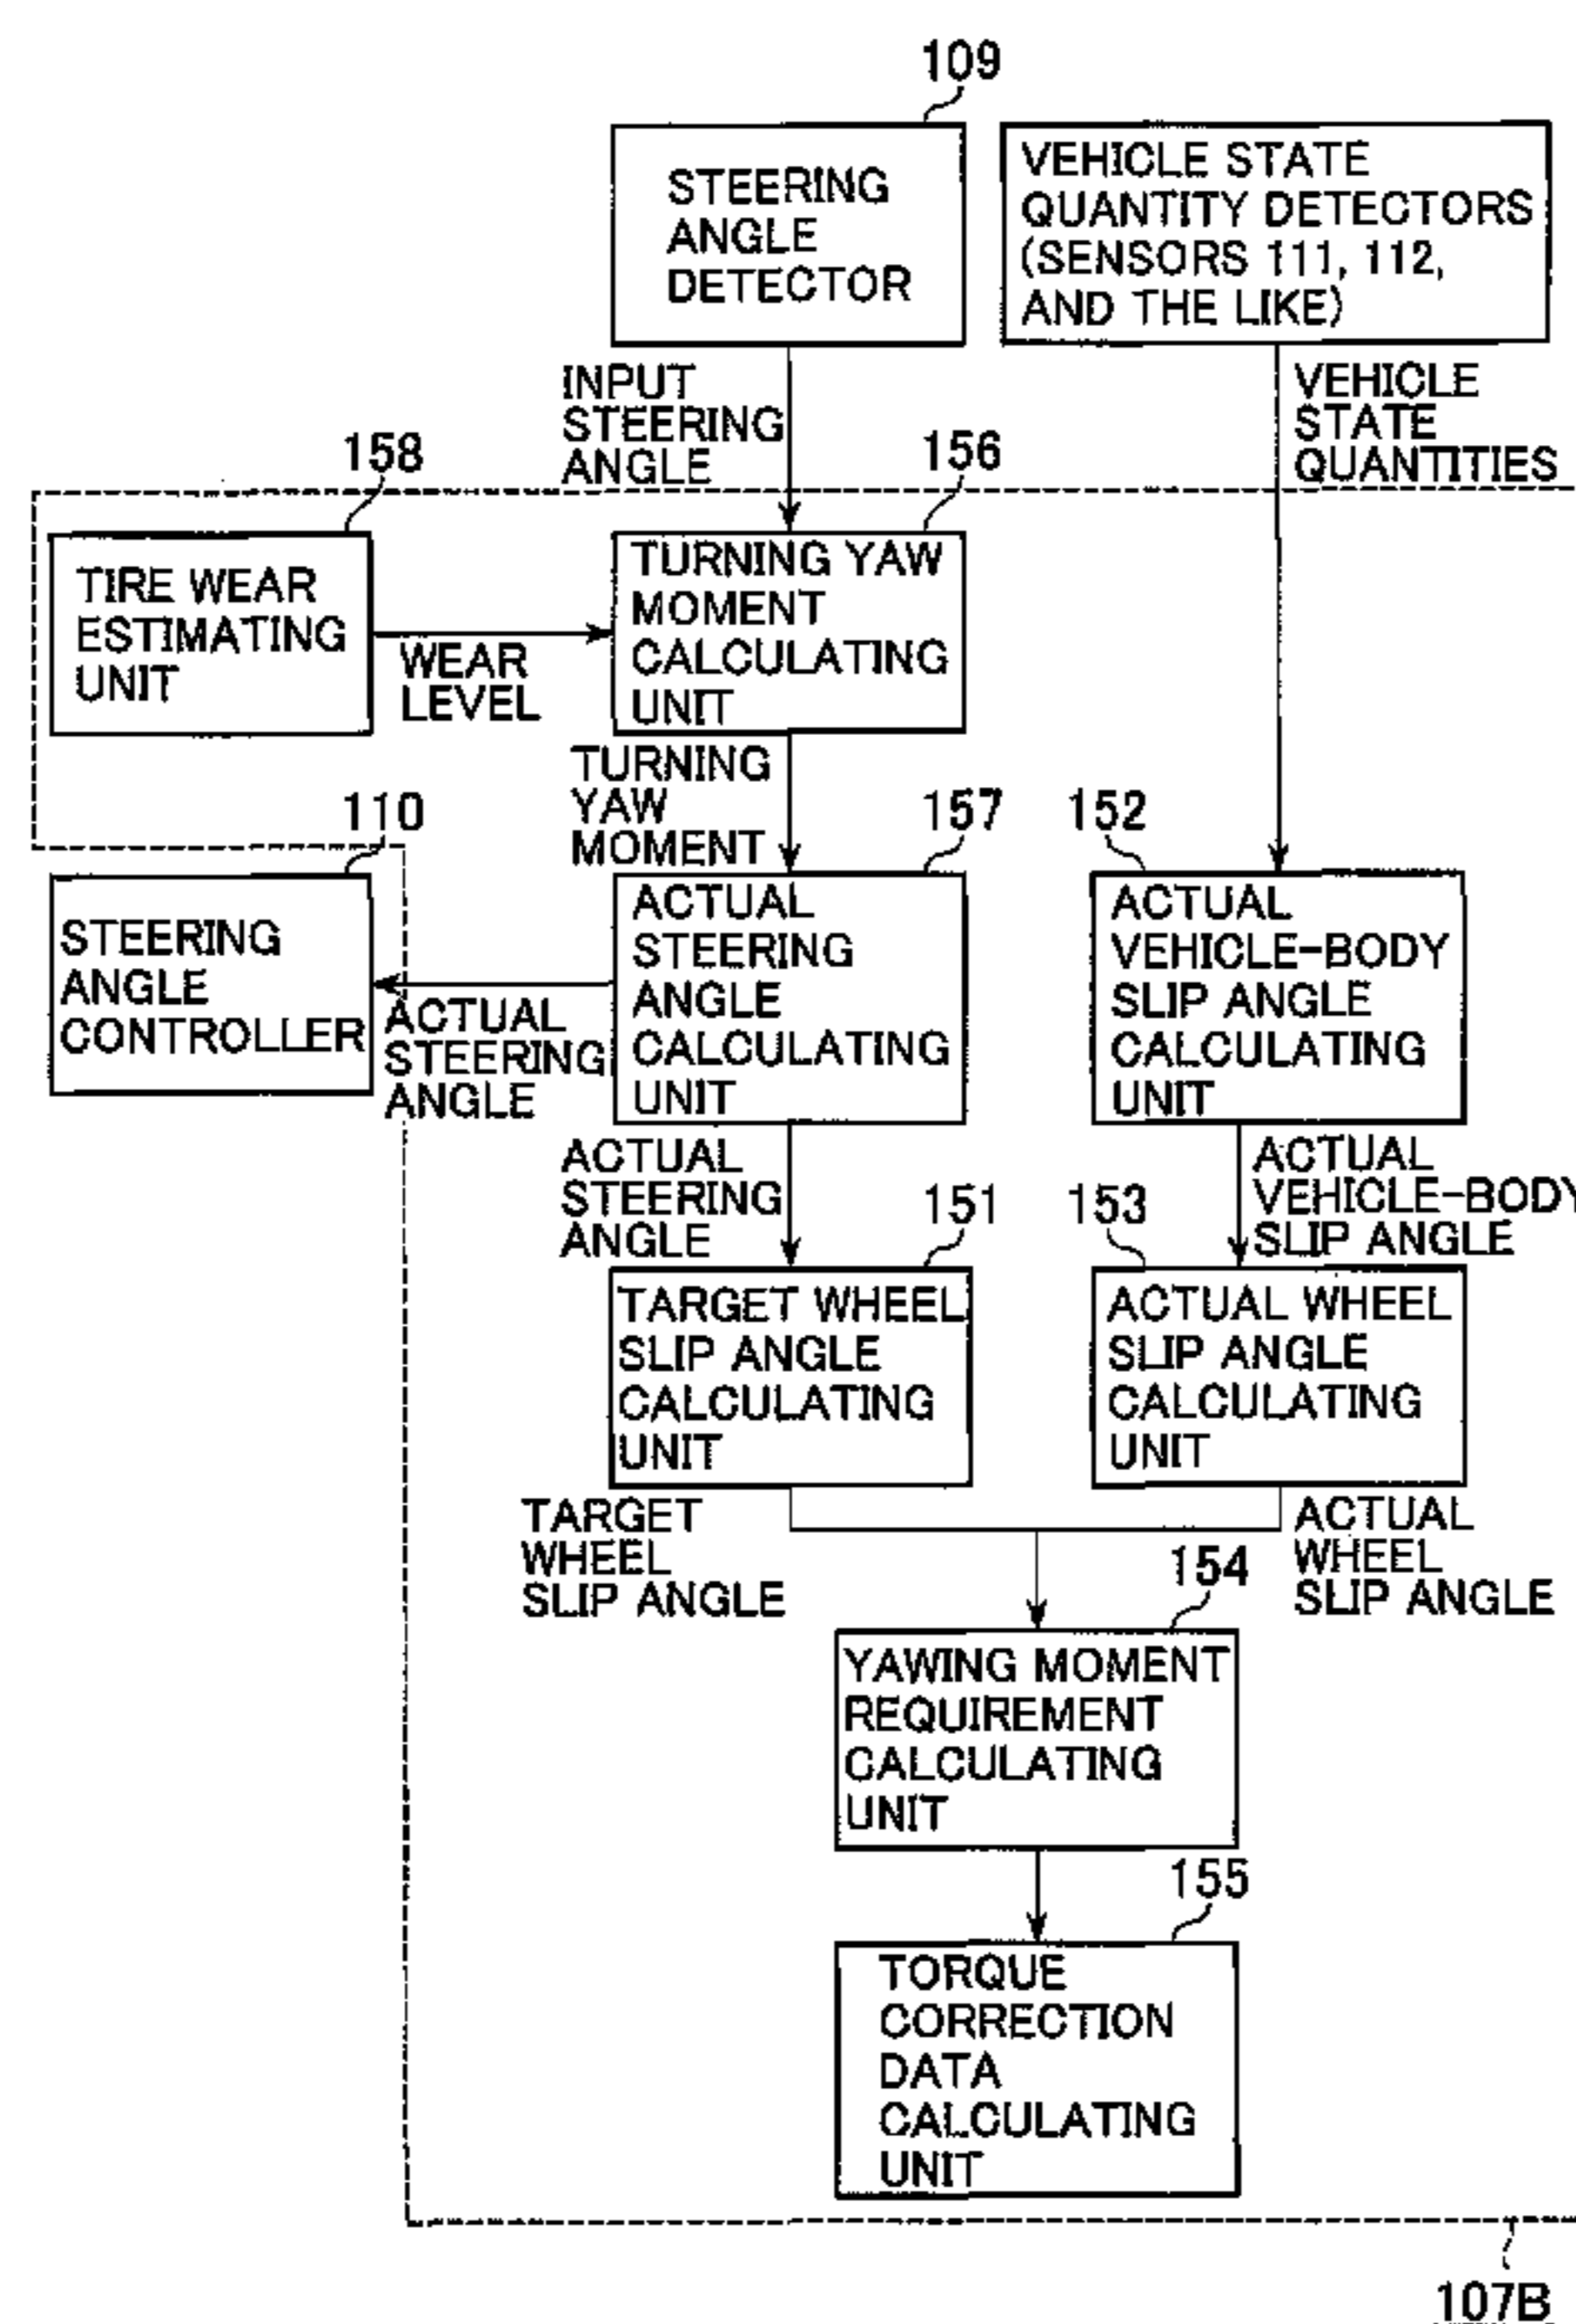 109
STEERING
ANGLE
DETECTOR
VEHICLE STATE
QUANTITY DETECTORS
(SENSORS 111, 112,
AND THE LIKE)
INPUT
STEERING
ANGLE
VEHICLE
STATE
QUANTITIES
158
156
TIRE WEAR
ESTIMATING
UNIT
WEAR
LEVEL
TURNING YAW
MOMENT
CALCULATING
UNIT
TURNING
YAW
MOMENT
110
157
152
STEERING
ANGLE
CONTROLLER
ACTUAL
STEERING
ANGLE
ACTUAL
STEERING
ANGLE
CALCULATING
UNIT
ACTUAL
VEHICLE-BODY
SLIP ANGLE
CALCULATING
UNIT
ACTUAL
STEERING
ANGLE
ACTUAL
VEHICLE-BODY
SLIP ANGLE
151
153
TARGET WHEEL
SLIP ANGLE
CALCULATING
UNIT
ACTUAL WHEEL
SLIP ANGLE
CALCULATING
UNIT
TARGET
WHEEL
SLIP ANGLE
ACTUAL
WHEEL
SLIP ANGLE
154
YAWING MOMENT
REQUIREMENT
CALCULATING
UNIT
155
TORQUE
CORRECTION
DATA
CALCULATING
UNIT
107B